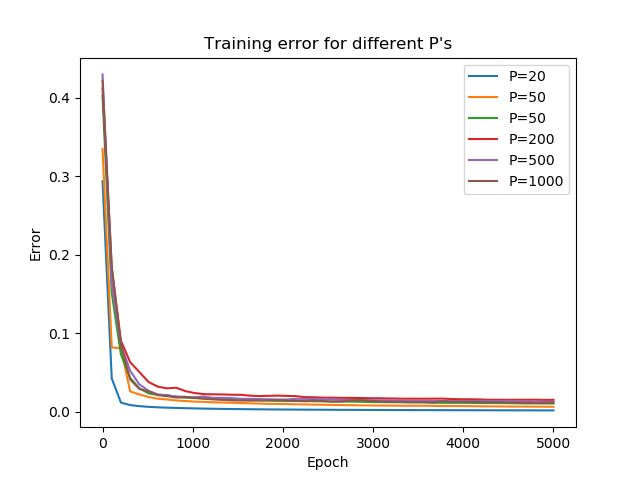 Training error for different P's
P=20
P=50
P=50
P=200
P=500
P=1000
0.4
0.3
0.2
0.1
0.0
Error
0 1000 2000 3000 4000 5000
Epoch